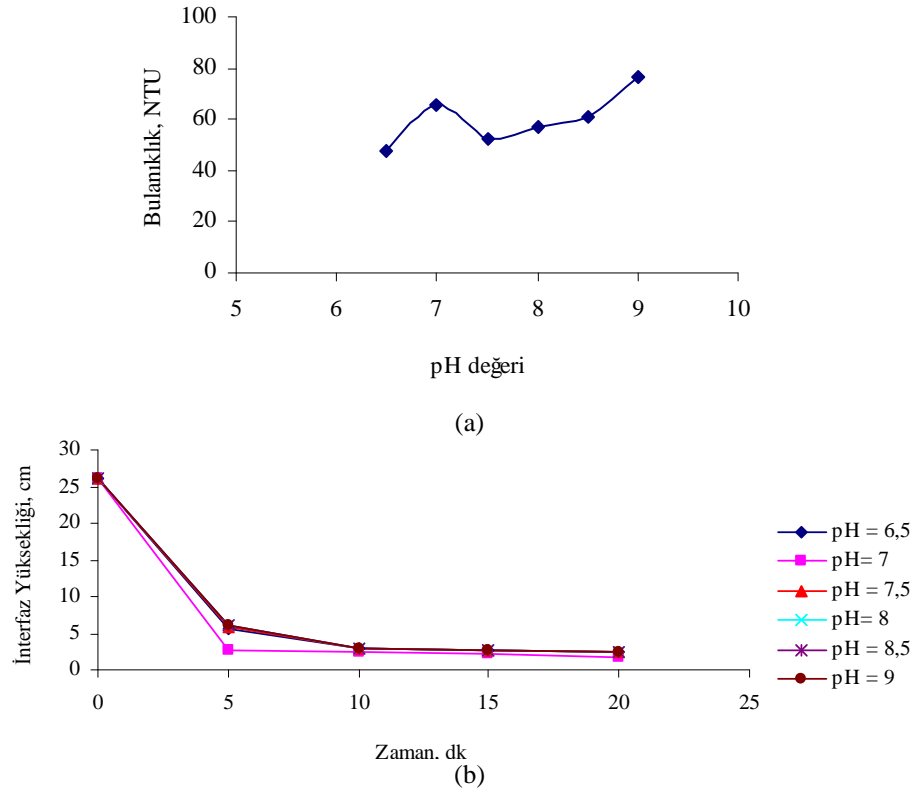 100
80
60
40
20
0
Bulanıklık, NTU
5 6 7 8 9 10
pH değeri
(a)
30
25
20
15
10
5
0
İnterfaz Yüksekliği, cm
0 5 10 15 20 25
Zaman, dk
pH = 6,5
pH= 7
pH = 7,5
pH= 8
pH = 8,5
pH = 9
(b)